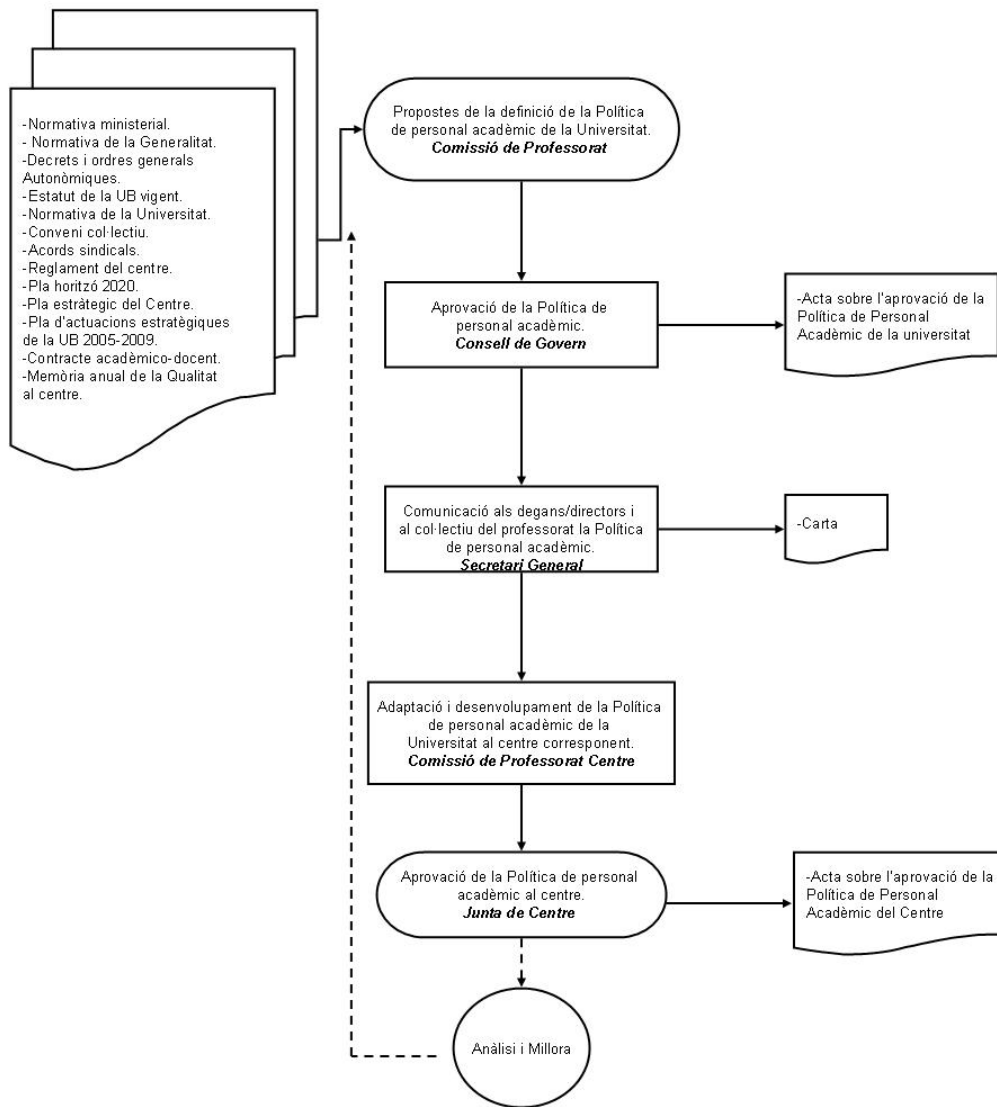 -Normativa ministerial.
- Normativa de la Generalitat.
-Decrets i ordres generals
Autonòmiques.
-Estatut de la UB vigent.
-Normativa de la Universitat.
-Conveni col·lectiu.
-Acords sindicals.
-Reglament del centre.
-Pla horitzó 2020.
-Pla estràtegic del Centre.
-Pla d'actuacions estratègiques
de la UB 2005-2009.
-Contracte acadèmico-docent.
-Memòria anual de la Qualitat
al centre.
Propostes de la definició de la Política
de personal acadèmic de la Universitat.
Comissió de Professorat
Aprovació de la Política de
personal acadèmic.
Consell de Govern
-Acta sobre l'aprovació de la
Política de Personal
Acadèmic de la universitat
Comunicació als degans/directors i
al col·lectiu del professorat la Política
de personal acadèmic.
Secretari General
-Carta
Adaptació i desenvolupament de la Política
de personal acadèmic de la
Universitat al centre corresponent.
Comissió de Professorat Centre
Aprovació de la Política de personal
acadèmic al centre.
Junta de Centre
-Acta sobre l'aprovació de la
Política de Personal
Acadèmic del Centre
Anàlisi i Millora